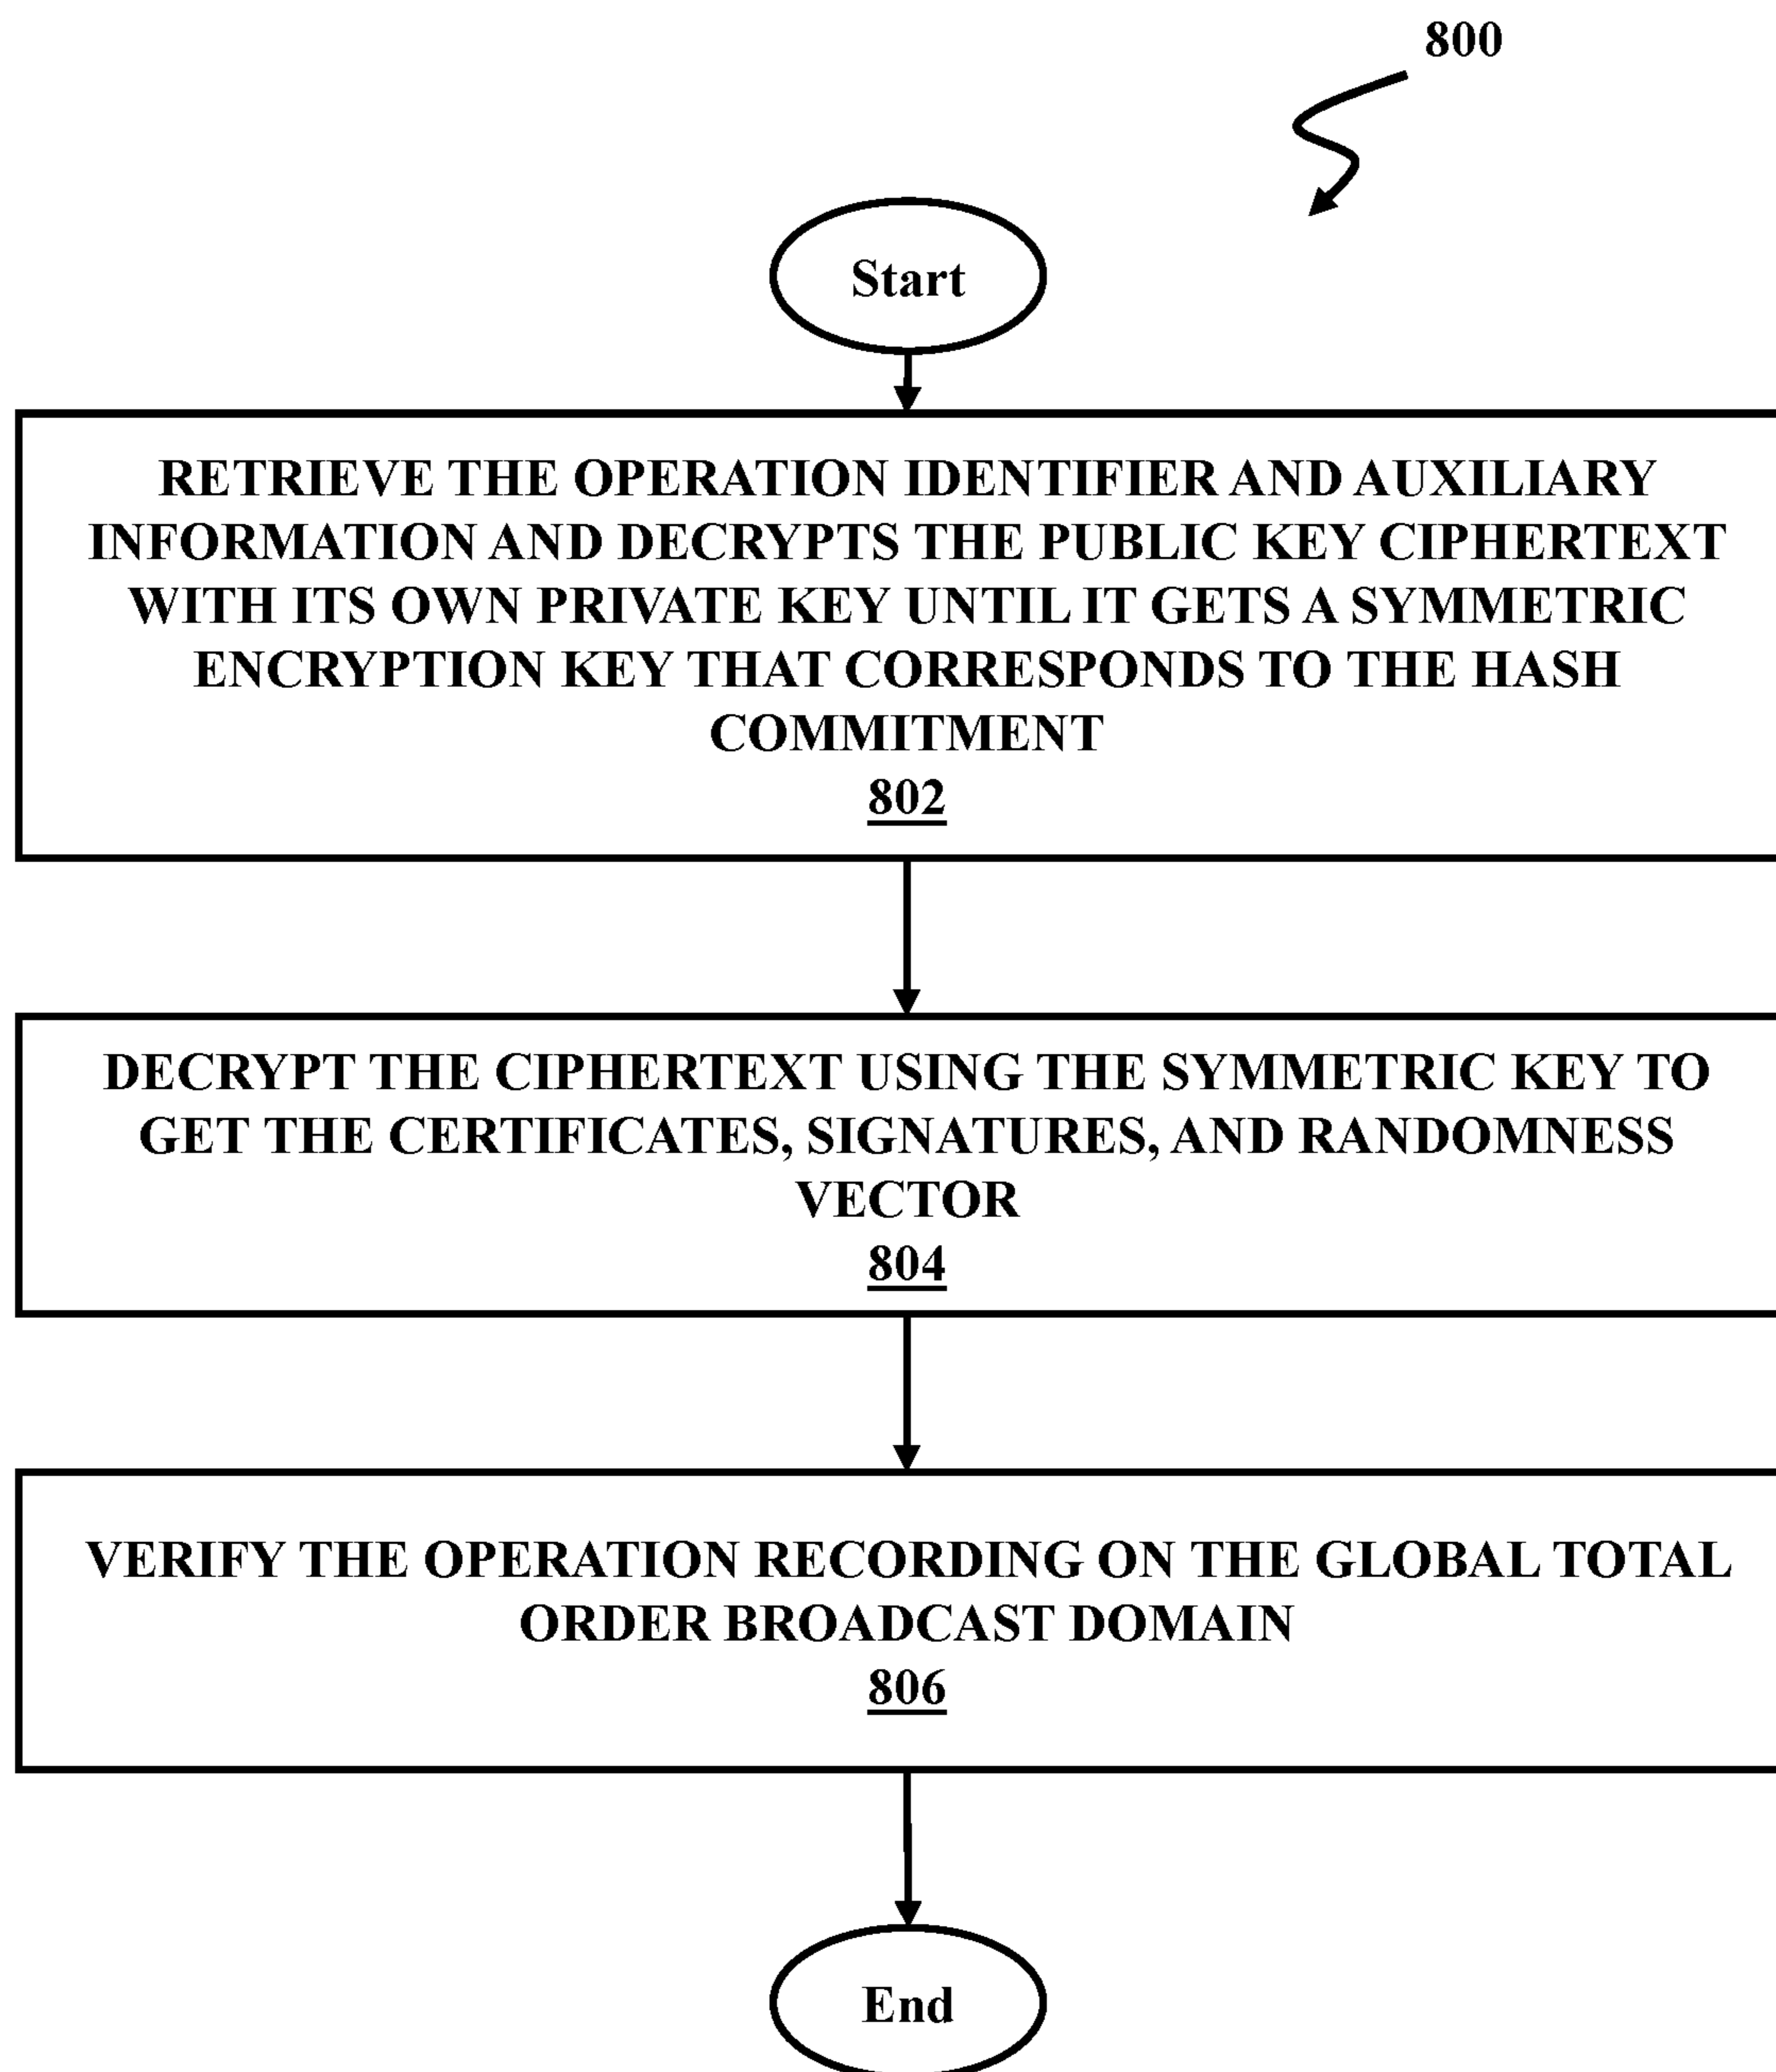 800
Start
RETRIEVE THE OPERATION IDENTIFIER AND AUXILIARY
INFORMATION AND DECRYPTS THE PUBLIC KEY CIPHERTEXT
WITH ITS OWN PRIVATE KEY UNTIL IT GETS A SYMMETRIC
ENCRYPTION KEY THAT CORRESPONDS TO THE HASH
COMMITMENT
802
DECRYPT THE CIPHERTEXT USING THE SYMMETRIC KEY TO
GET THE CERTIFICATES, SIGNATURES, AND RANDOMNESS
VECTOR
804
VERIFY THE OPERATION RECORDING ON THE GLOBAL TOTAL
ORDER BROADCAST DOMAIN
806
End